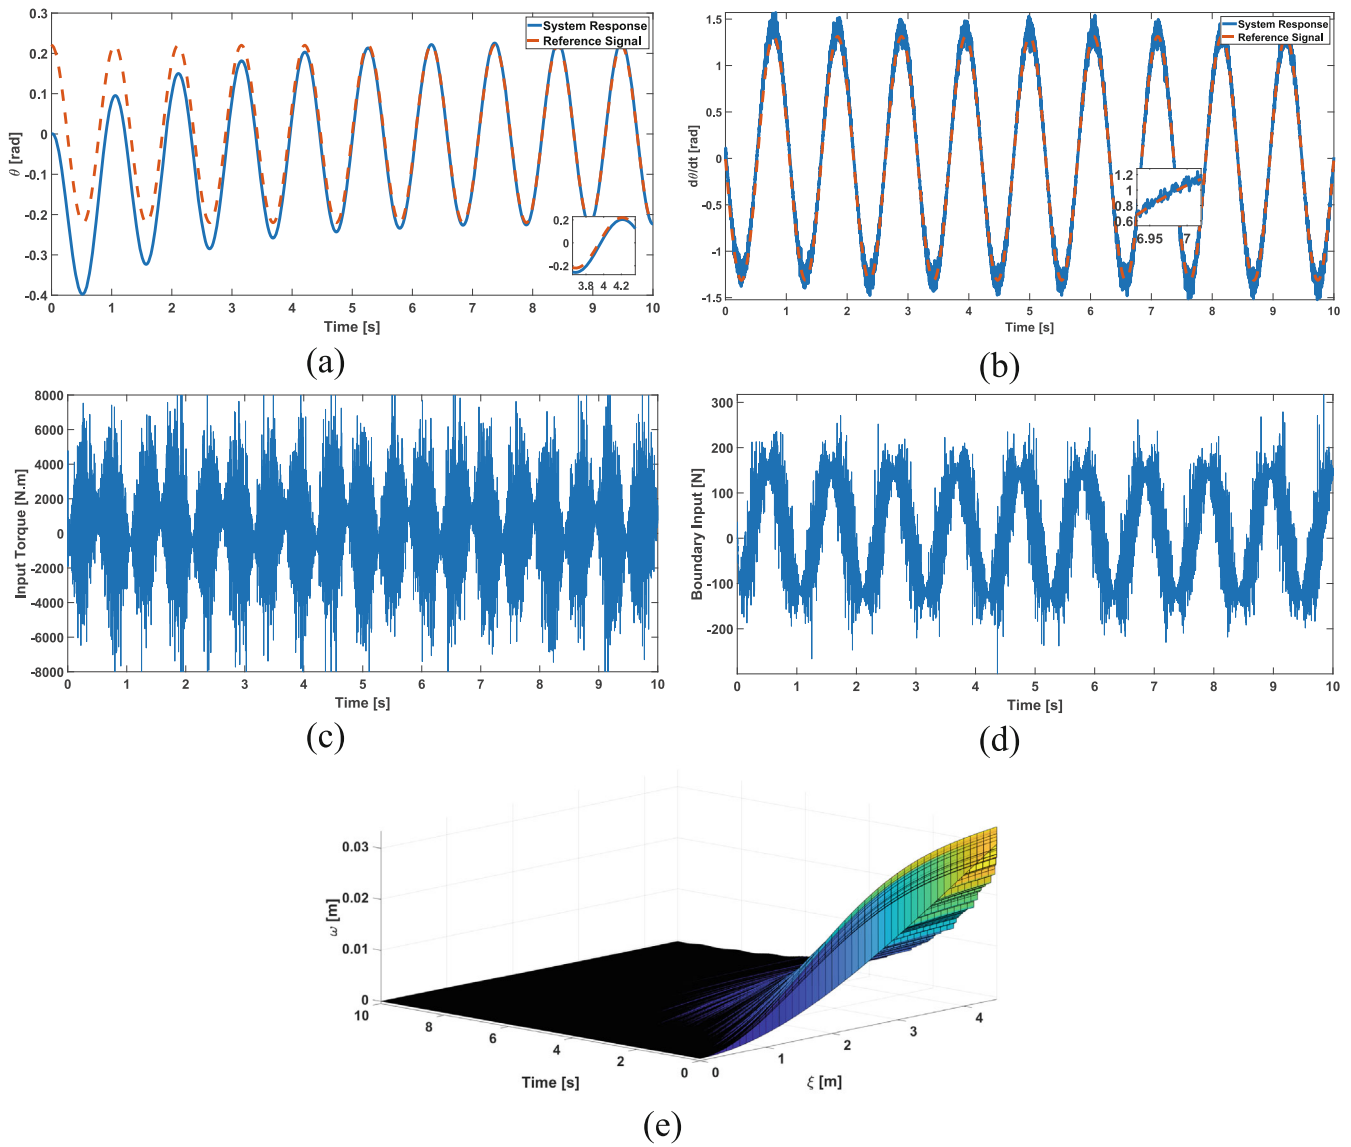 0.3
0.2
0.1
0
-0.1
-0.2
0.3
-0.4
θ [rad]
System Response
Reference Signal
0.2
0
-0.2
3.8 4 4.2
0 1 2 3 4 5 6 7 8 9 10
Time [s]
(a)
1.5
1
0.5
0
-0.5
-1
-1.5
dθ/dt [rad]
System Response
Reference Signal
1.2
1
0.8
0.6
6.95 7
0 1 2 3 4 5 6 7 8 9 10
Time [s]
(b)
8000
6000
4000
2000
0
-2000
-4000
-6000
-8000
Input Torque [N.m]
0 1 2 3 4 5 6 7 8 9 10
Time [s]
(c)
300
200
100
0
-100
-200
Boundary Input [N]
0 1 2 3 4 5 6 7 8 9 10
Time [s]
(d)
0.03
0.02
0.01
0
ω [m]
10 8 6 4 2 0
Time [s]
0 1 2 3 4
ξ [m]
(e)